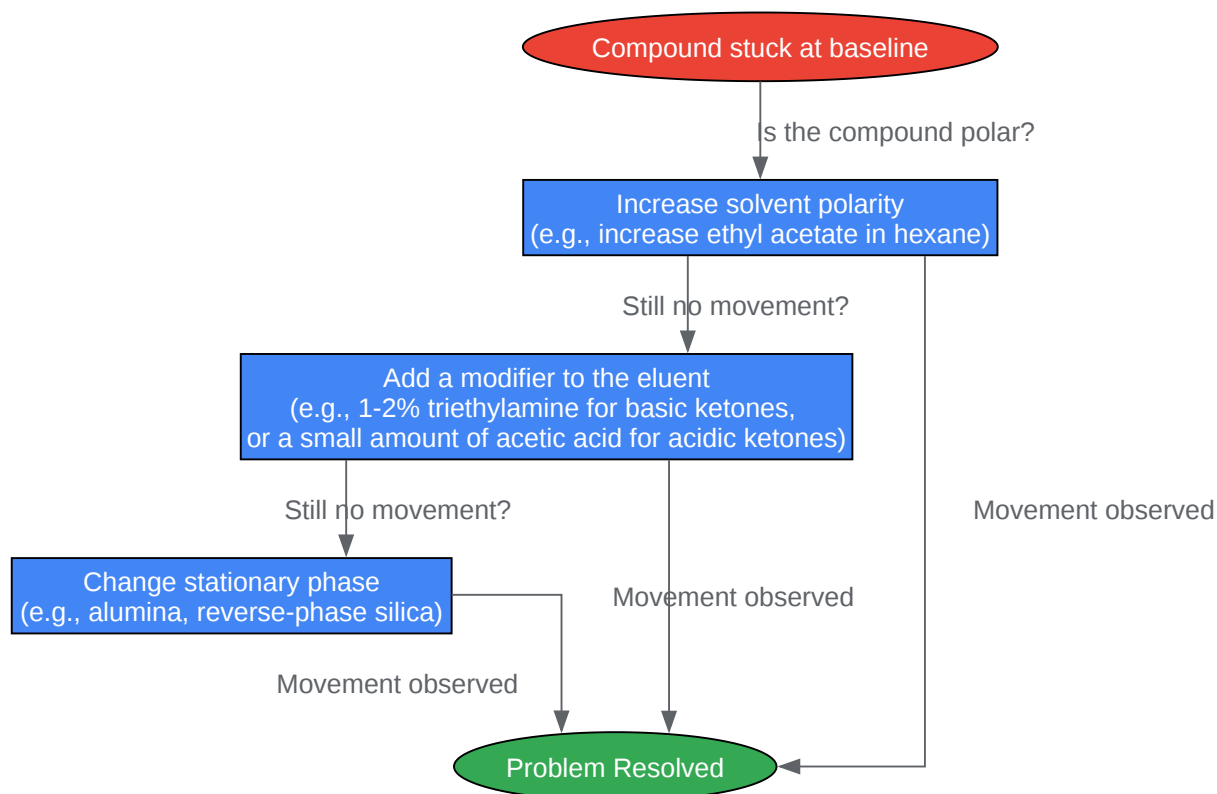 Compound stuck at baseline
Is the compound polar?
Increase solvent polarity
(e.g., increase ethyl acetate in hexane)
Still no movement?
Add a modifier to the eluent
(e.g., 1-2% triethylamine for basic ketones,
or a small amount of acetic acid for acidic ketones)
Still no movement?
Movement observed
Change stationary phase
(e.g., alumina, reverse-phase silica)
Movement observed
Movement observed
Problem Resolved